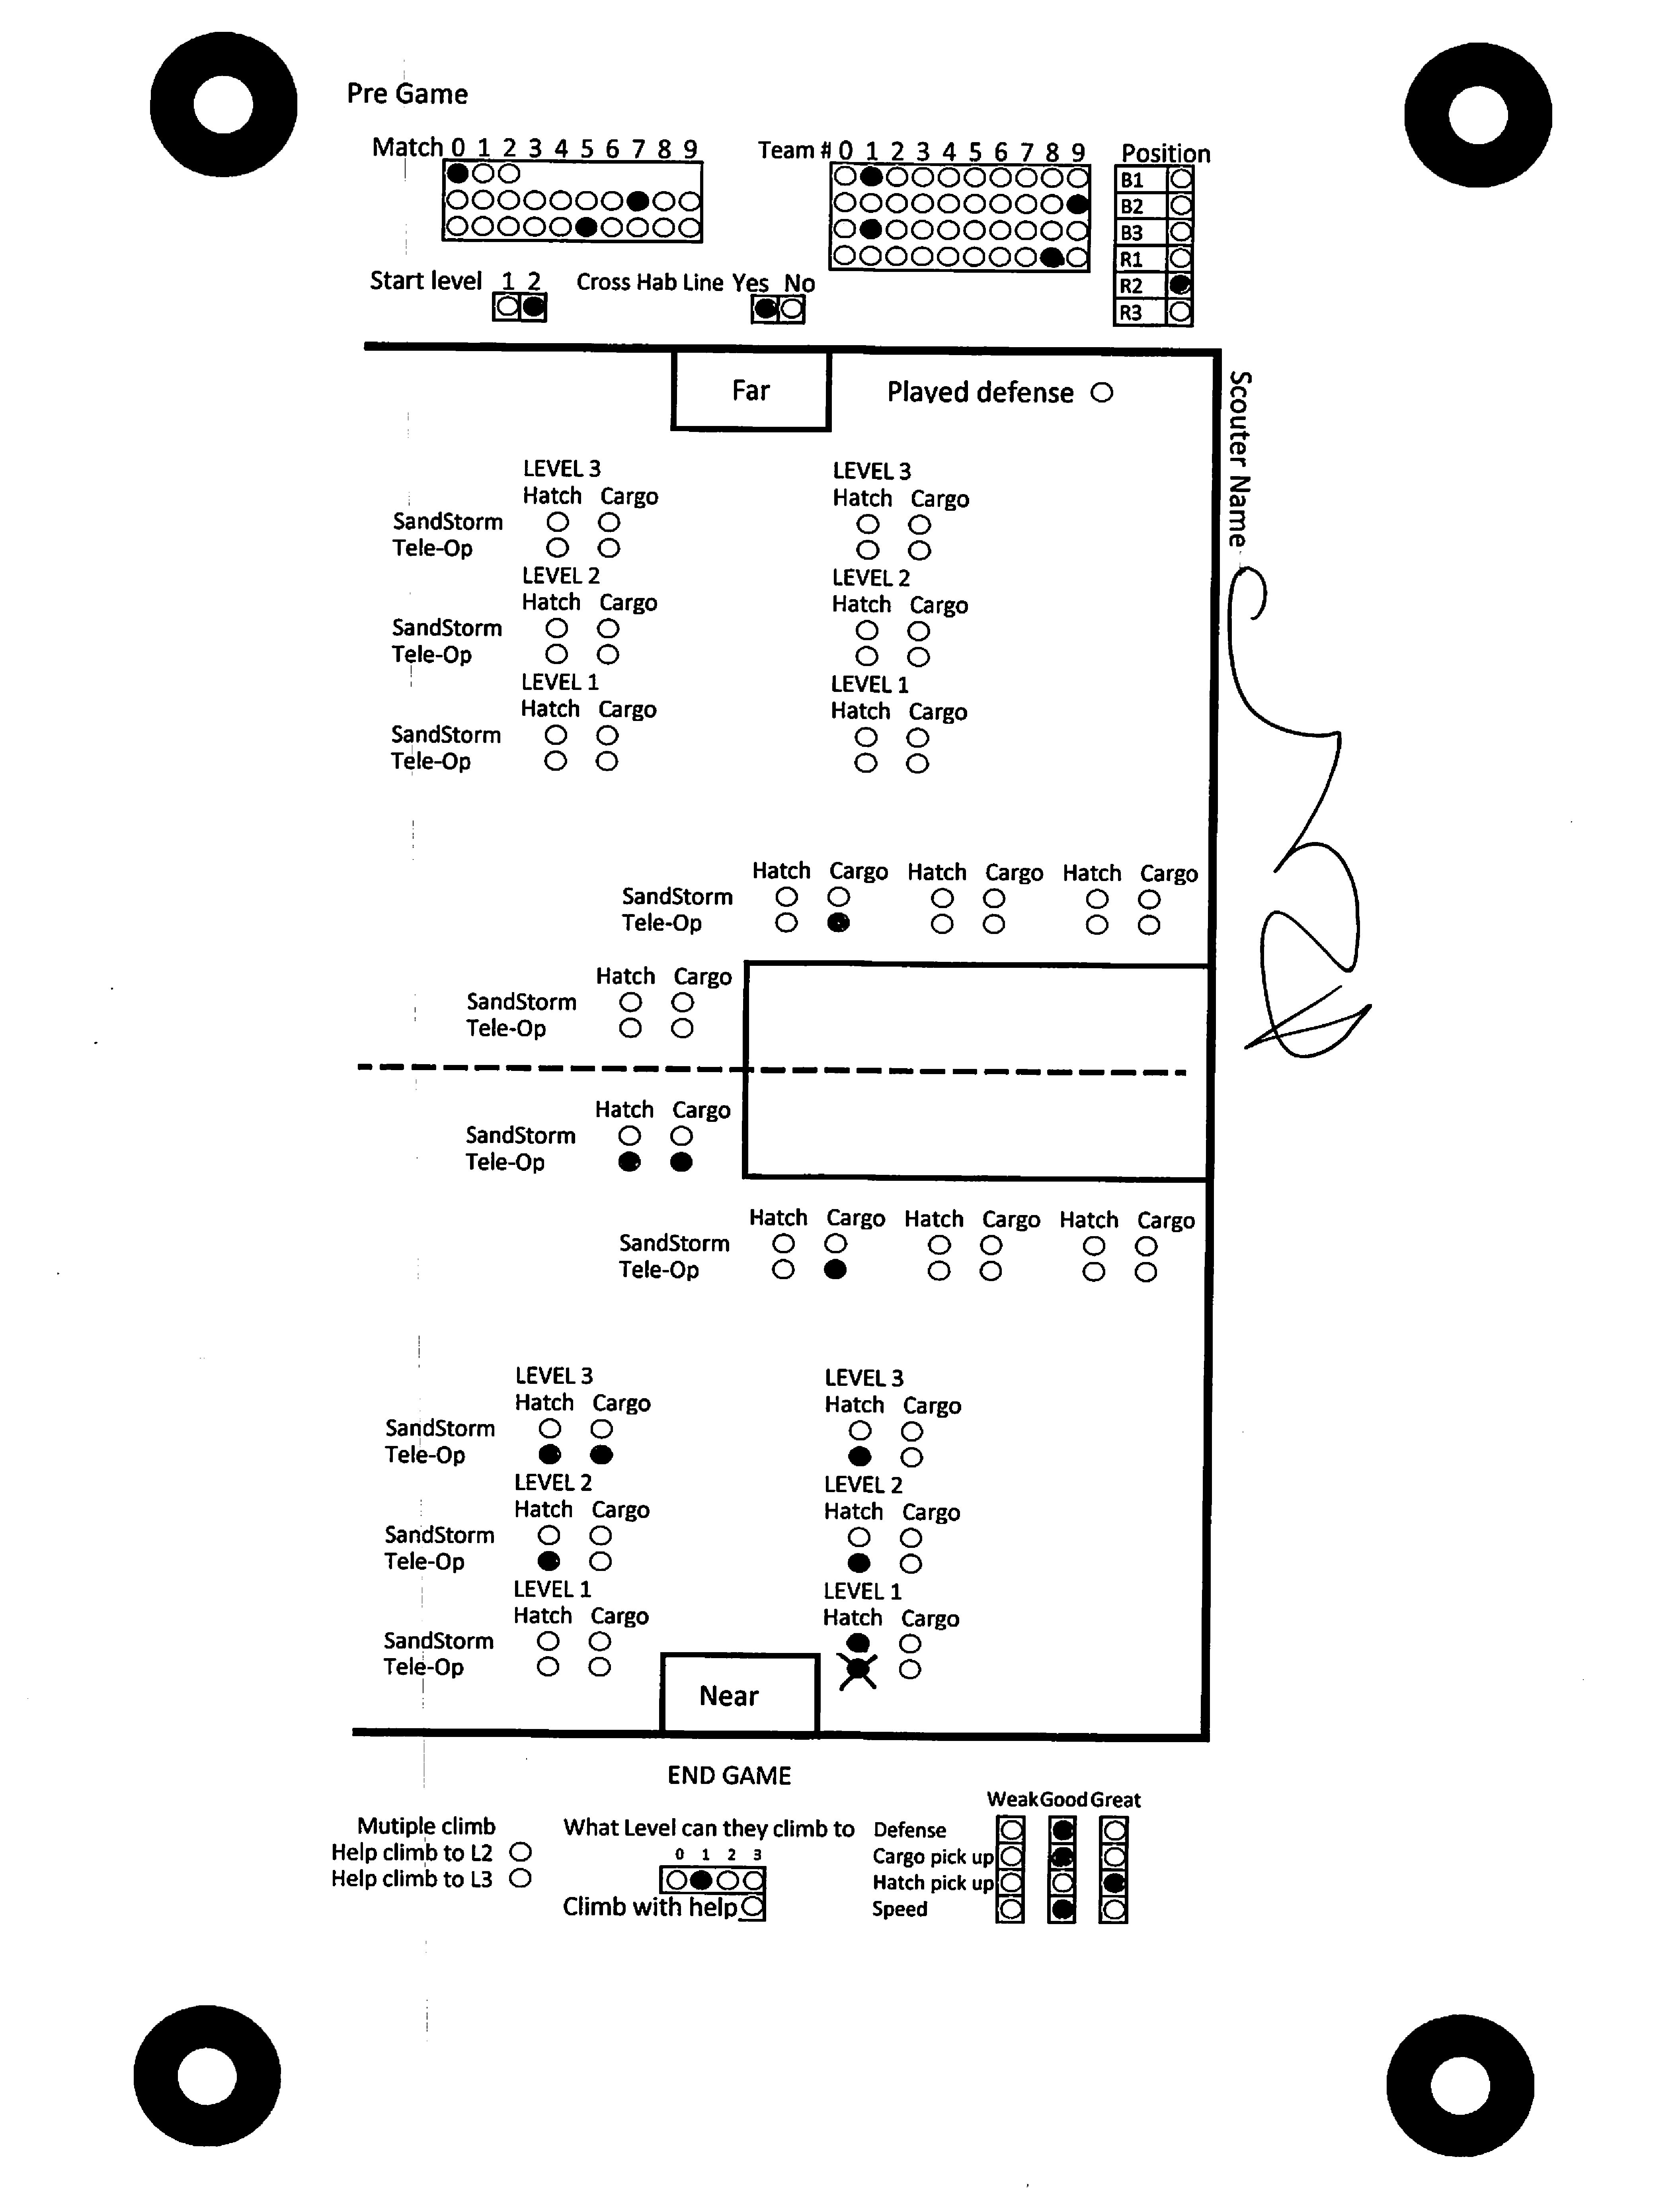 Pre Game
Match 0 1 2 3 4 5 6 7 8 9
Team # 0 1 2 3 4 5 6 7 8 9
Position
B1
B2
B3
R1
R2
R3
Start level 1 2
Cross Hab Line Yes No
Far
Played defense
Scouter Name
LEVEL 3 LEVEL 3
Hatch Cargo Hatch Cargo
SandStorm
Tele-Op
LEVEL 2 LEVEL 2
Hatch Cargo Hatch Cargo
SandStorm
Tele-Op
LEVEL 1 LEVEL 1
Hatch Cargo Hatch Cargo
SandStorm
Tele-Op
Hatch Cargo Hatch Cargo Hatch Cargo
SandStorm
Tele-Op
Hatch Cargo
SandStorm
Tele-Op
Hatch Cargo
SandStorm
Tele-Op
Hatch Cargo Hatch Cargo Hatch Cargo
SandStorm
Tele-Op
LEVEL 3 LEVEL 3
Hatch Cargo Hatch Cargo
SandStorm
Tele-Op
LEVEL 2 LEVEL 2
Hatch Cargo Hatch Cargo
SandStorm
Tele-Op
LEVEL 1 LEVEL 1
Hatch Cargo Hatch Cargo
SandStorm
Tele-Op
Near
END GAME
Mutiple climb
Help climb to L2
Help climb to L3
What Level can they climb to
0 1 2 3
Climb with help
Weak Good Great
Defense
Cargo pick up
Hatch pick up
Speed